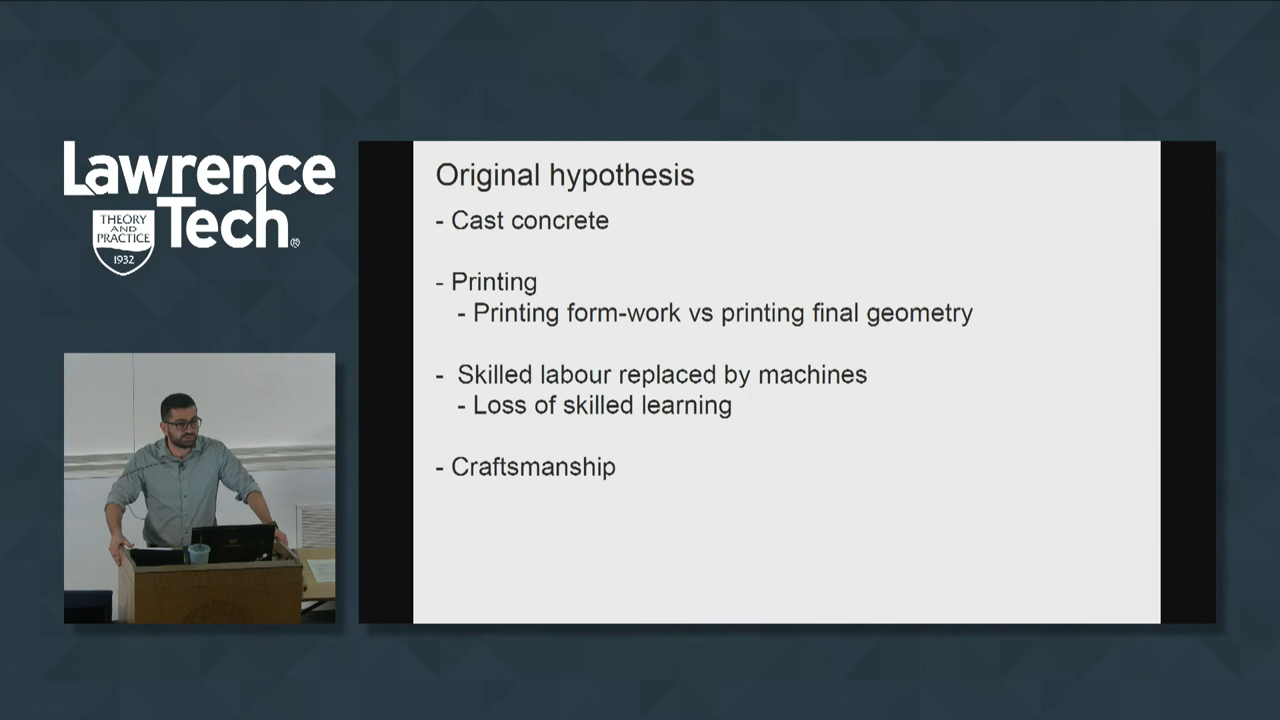 Lawrence
Tech®
THEORY
AND
PRACTICE
1932
Original hypothesis
- Cast concrete
- Printing
- Printing form-work vs printing final geometry
- Skilled labour replaced by machines
- Loss of skilled learning
- Craftsmanship